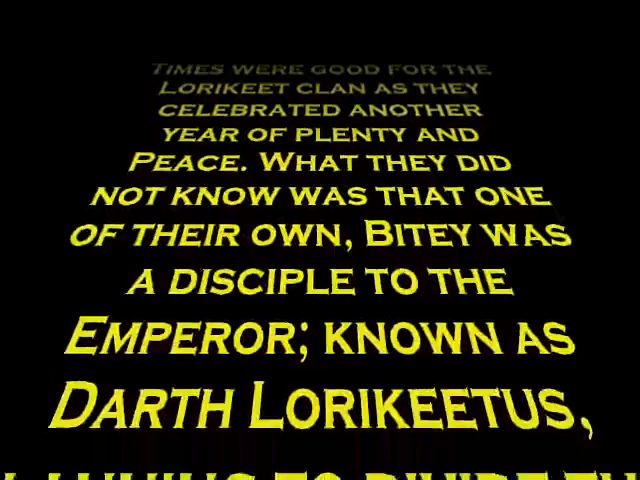 Times were good for the
Lorikeet clan as they
celebrated another
year of plenty and
Peace. What they did
not know was that one
of their own, Bitey was
a disciple to the
Emperor; known as
Darth Lorikeetus,